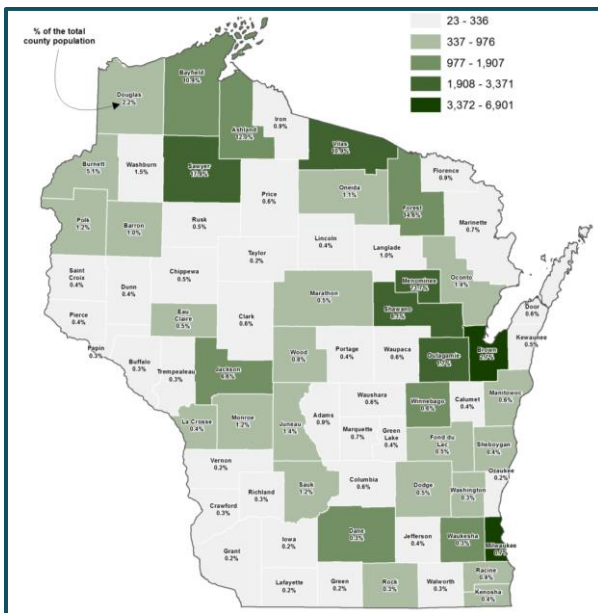 % of the total
county population
23 - 336
337 - 976
977 - 1,907
1,908 - 3,371
3,372 - 6,901
Bayfield
Douglas
2.2%
Iron
0.9%
Ashland
Vilas
Florence
0.9%
Burnett
5.1%
Washburn
1.5%
Sawyer
Price
0.6%
Oneida
1.1%
Forest
Marinette
0.7%
Polk
1.2%
Barron
1.0%
Rusk
0.5%
Lincoln
0.4%
Langlade
1.0%
Taylor
0.2%
Oconto
1.4%
Saint
Croix
0.4%
Dunn
0.4%
Chippewa
0.5%
Menominee
Marathon
0.5%
Shawano
Door
0.6%
Pierce
0.4%
Eau
Claire
0.5%
Clark
0.6%
Kewaunee
0.5%
Pepin
0.3%
Buffalo
0.3%
Trempealeau
0.3%
Jackson
Wood
0.8%
Portage
0.4%
Waupaca
0.6%
Outagamie
Brown
Waushara
0.6%
Winnebago
Calumet
0.4%
Manitowoc
0.6%
La Crosse
0.4%
Monroe
1.2%
Juneau
1.4%
Adams
0.9%
Marquette
0.7%
Green
Lake
0.4%
Fond du
Lac
0.5%
Sheboygan
0.4%
Vernon
0.3%
Sauk
1.2%
Columbia
0.6%
Dodge
0.5%
Washington
0.3%
Ozaukee
0.2%
Richland
0.3%
Crawford
0.3%
Iowa
0.2%
Dane
0.3%
Jefferson
0.4%
Waukesha
0.3%
Milwaukee
Grant
0.2%
Lafayette
0.2%
Green
0.2%
Rock
0.3%
Walworth
0.3%
Racine
0.4%
Kenosha
0.4%